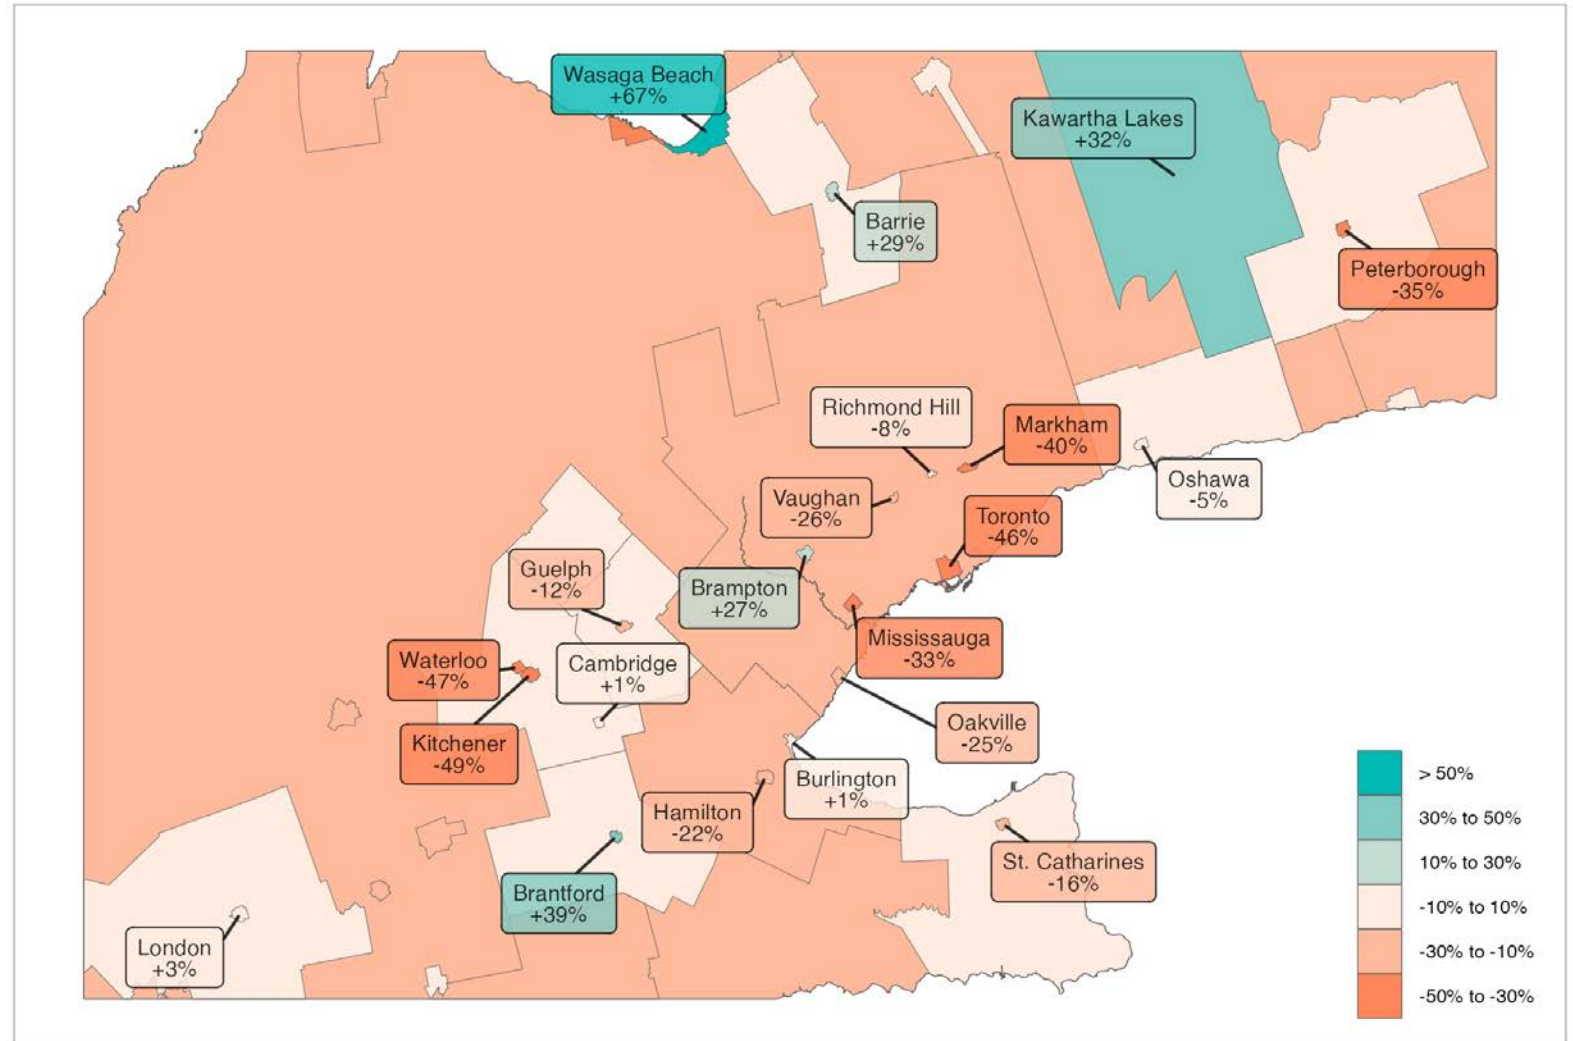 Wasaga Beach
+67%
Kawartha Lakes
+32%
Barrie
+29%
Peterborough
-35%
Richmond Hill
-8%
Markham
-40%
Oshawa
-5%
Vaughan
-26%
Toronto
-46%
Guelph
-12%
Brampton
+27%
Mississauga
-33%
Waterloo
-47%
Cambridge
+1%
Oakville
-25%
Kitchener
-49%
Burlington
+1%
Hamilton
-22%
St. Catharines
-16%
Brantford
+39%
London
+3%
> 50%
30% to 50%
10% to 30%
-10% to 10%
-30% to -10%
-50% to -30%